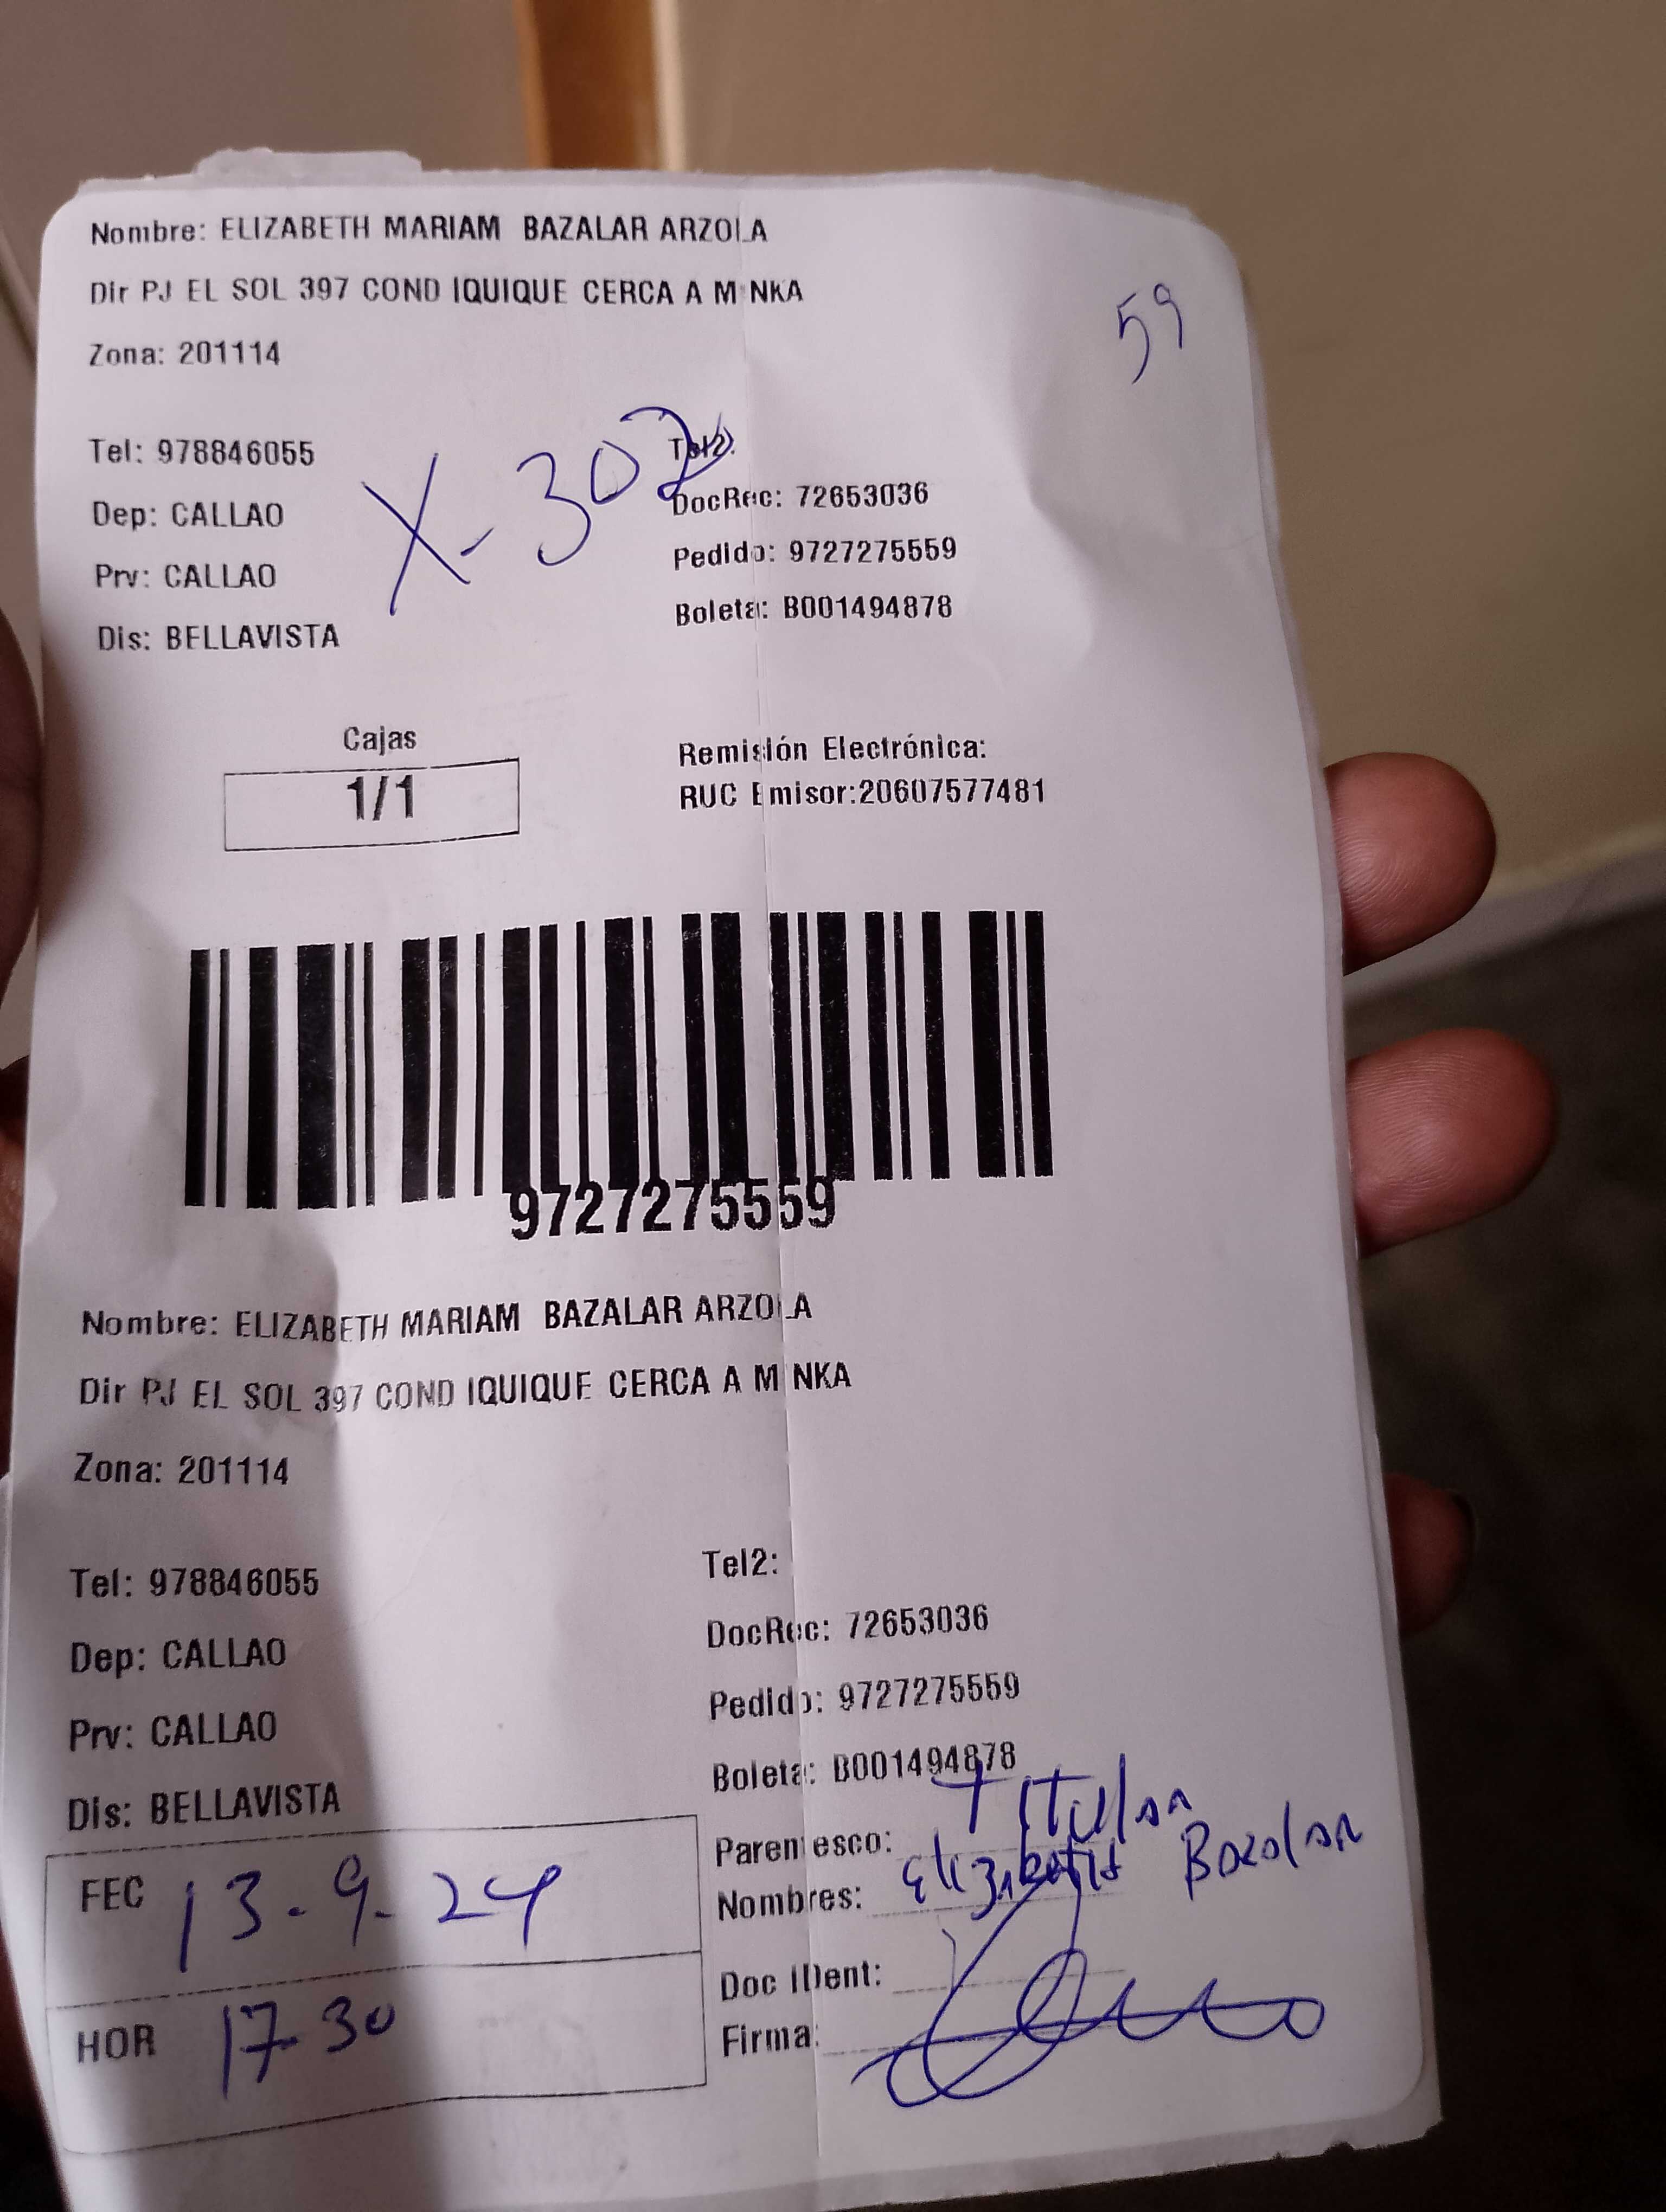 Nombre: ELIZABETH MARIAM BAZALAR ARZOLA
Dir PJ EL SOL 397 COND IQUIQUE CERCA A MINKA
59
Zona: 201114
X-302
Tel: 978846055
Tel2:
Dep: CALLAO
DocRec: 72653036
Prv: CALLAO
Pedido: 9727275559
Dis: BELLAVISTA
Boleta: B001494878
Cajas
1/1
Remisión Electrónica:
RUC Emisor:20607577481
9727275559
Nombre: ELIZABETH MARIAM BAZALAR ARZOLA
Dir PJ EL SOL 397 COND IQUIQUE CERCA A MINKA
Zona: 201114
Tel: 978846055
Tel2:
Dep: CALLAO
DocRec: 72653036
Prv: CALLAO
Pedido: 9727275559
Dis: BELLAVISTA
Boleta: B001494878
FEC 13-9-24
Parentesco: Titular
Nombres: Elizabeth Bazalar
HOR 17-30
Doc IDent:
Firma: